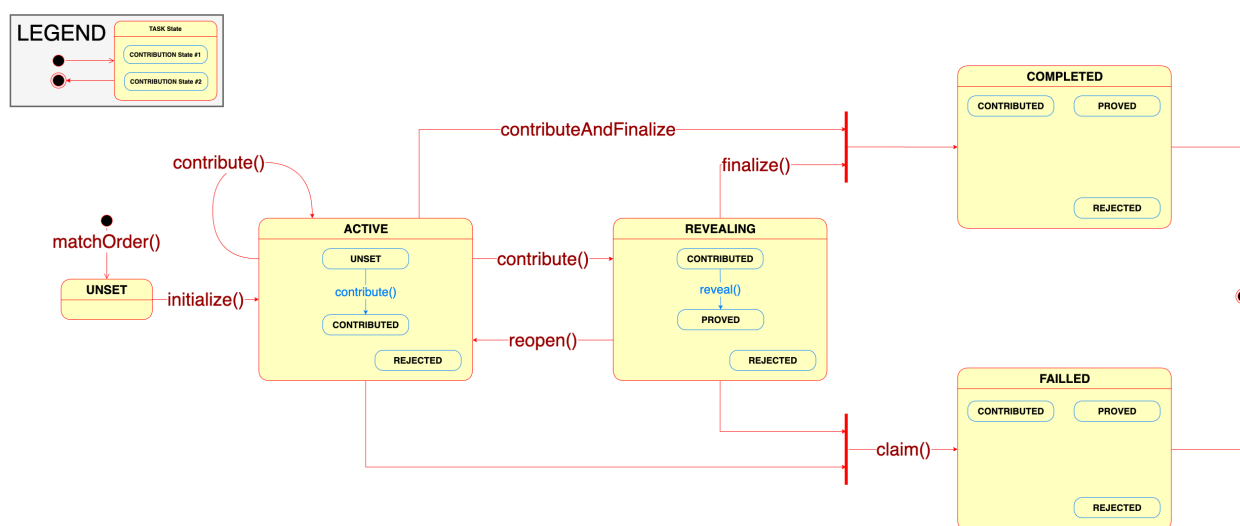 LEGEND
TASK State
CONTRIBUTION State #1
CONTRIBUTION State #2
COMPLETED
CONTRIBUTED
PROVED
REJECTED
contributeAndFinalize
finalize()
contribute()
matchOrder()
UNSET
initialize()
ACTIVE
UNSET
contribute()
CONTRIBUTED
REJECTED
contribute()
reopen()
REVEALING
CONTRIBUTED
reveal()
PROVED
REJECTED
claim()
FAILLED
CONTRIBUTED
PROVED
REJECTED